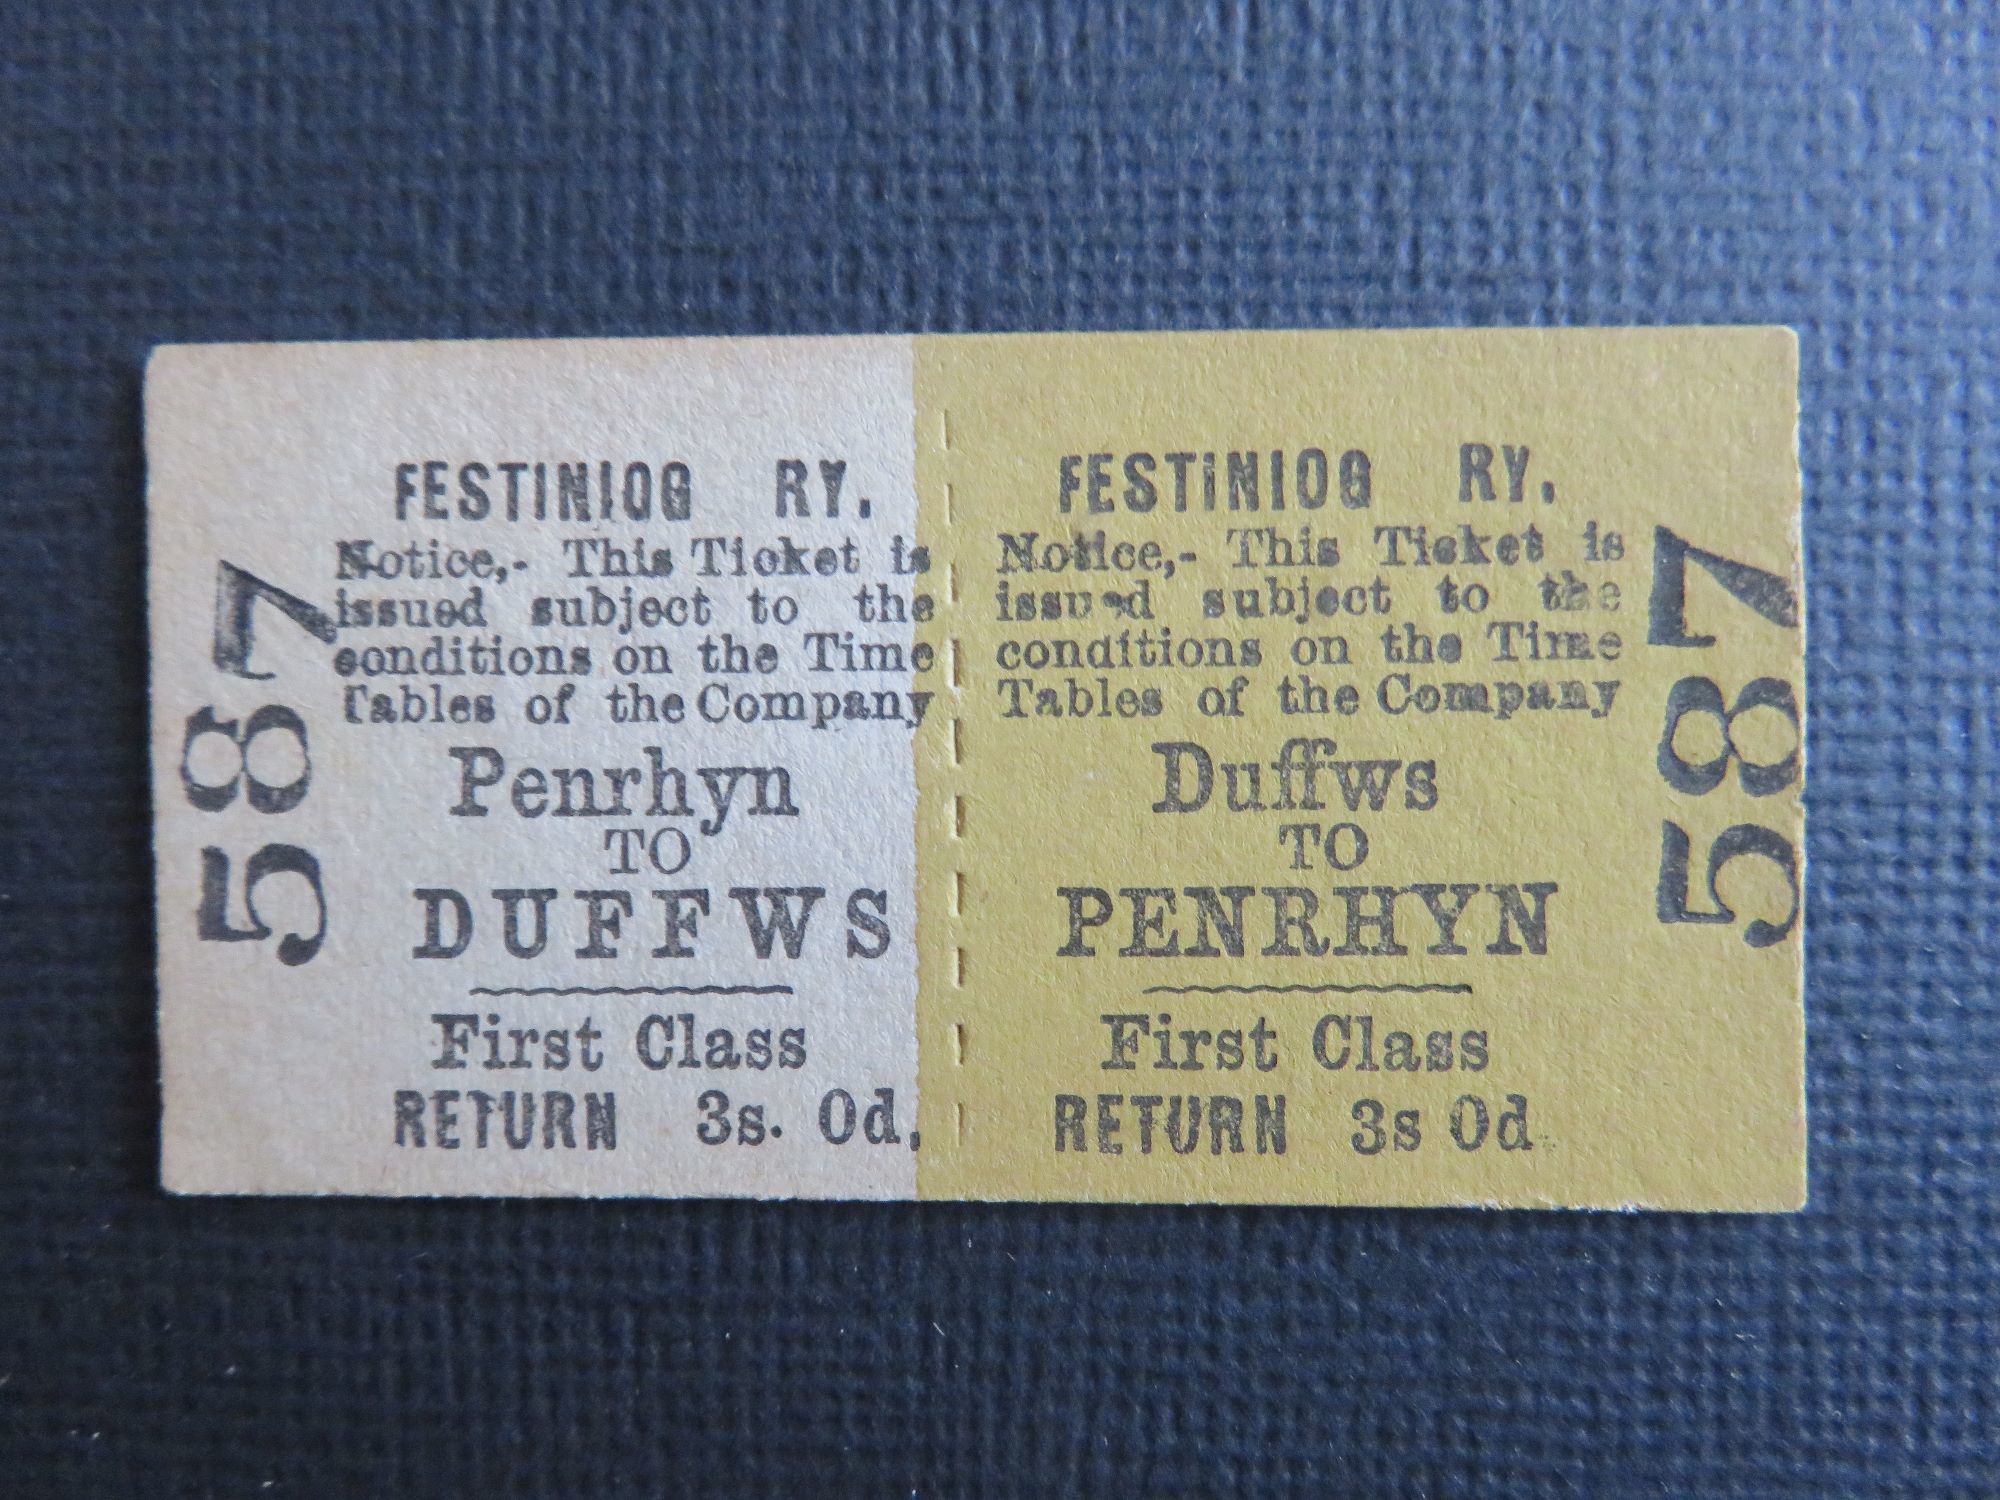 587
FESTINIOG RY.
Notice,- This Ticket is
issued subject to the
conditions on the Time
Tables of the Company
Penrhyn
TO
DUFFWS
First Class
RETURN 3s. 0d.
FESTINIOG RY.
Notice,- This Ticket is
issued subject to the
conditions on the Time
Tables of the Company
Duffws
TO
PENRHYN
First Class
RETURN 3s 0d
587